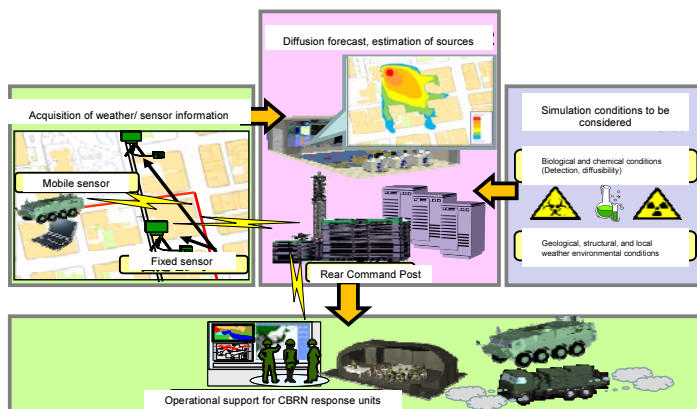 Diffusion forecast, estimation of sources
Acquisition of weather/ sensor information
Mobile sensor
Fixed sensor
Rear Command Post
Simulation conditions to be
considered
Biological and chemical conditions
(Detection, diffusibility)
Geological, structural, and local
weather environmental conditions
Operational support for CBRN response units